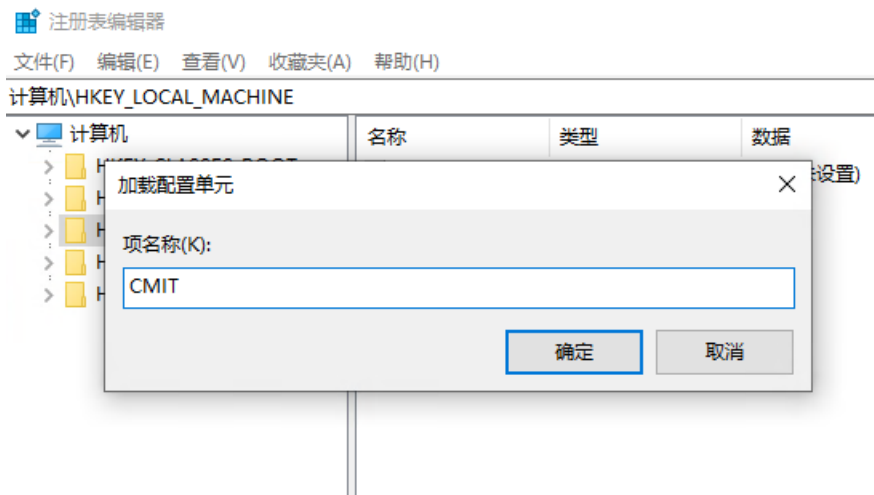 注册表编辑器
文件(F) 编辑(E) 查看(V) 收藏夹(A) 帮助(H)
计算机\HKEY_LOCAL_MACHINE
计算机
名称 类型 数据
加载配置单元
设置)
项名称(K):
CMIT
确定 取消